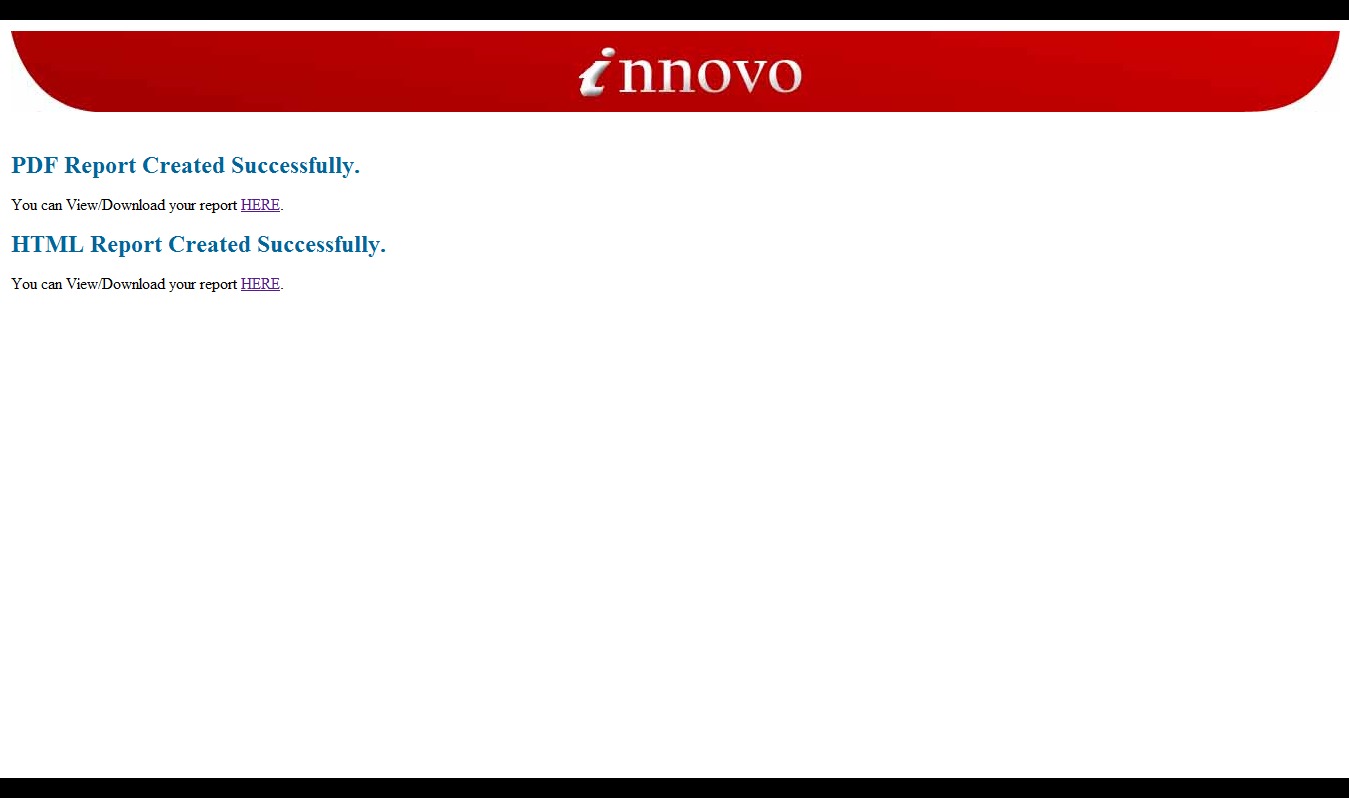 innovo
PDF Report Created Successfully.
You can View/Download your report HERE.
HTML Report Created Successfully.
You can View/Download your report HERE.